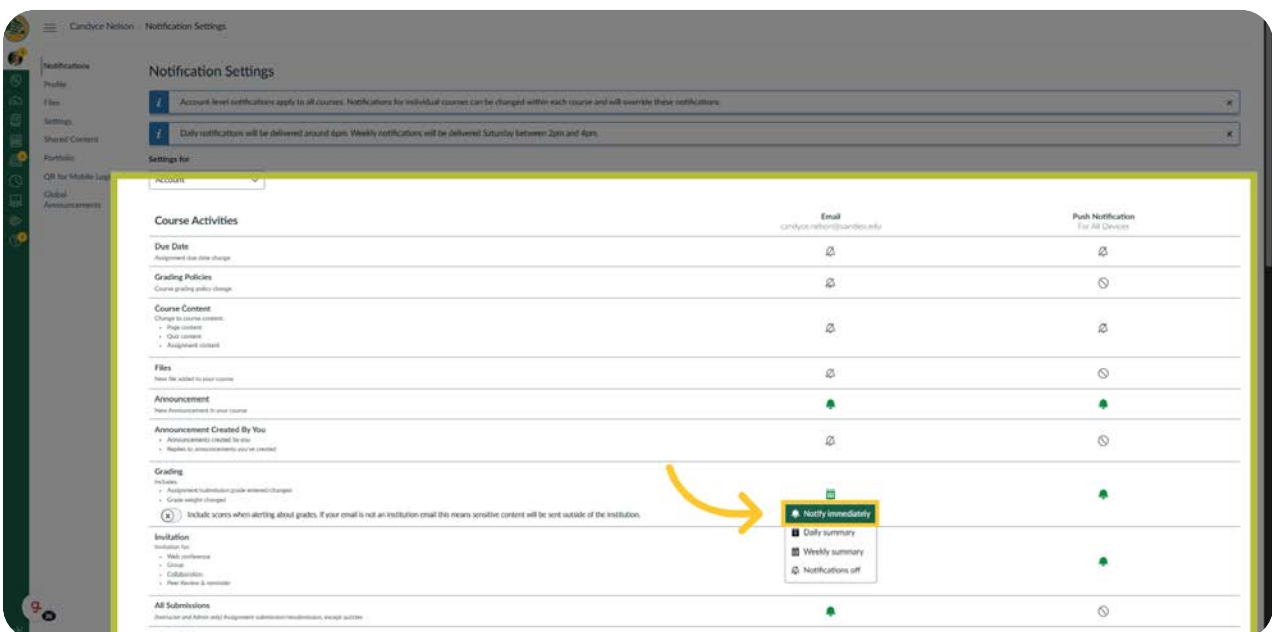 Candyce Nelson
Notification Settings
Notifications
Profile
Files
Settings
Shared Content
Portfolio
QR for Mobile Login
Global
Announcements
Notification Settings
Account-level notifications apply to all courses. Notifications for individual courses can be changed within each course and will override these notifications.
Daily notifications will be delivered around 6pm. Weekly notifications will be delivered Saturday between 2pm and 4pm.
Settings for
Account
Course Activities
Email
candyce.nelson@
Push Notification
For All Devices
Due Date
Assignment due date change
Grading Policies
Course grading policy change
Course Content
Change to course content:
Page content
Quiz content
Assignment content
Files
New file added to your course
Announcement
New Announcement in your course
Announcement Created By You
Announcements created by you
Replies to announcements you've created
Grading
Includes:
Assignment/submission grade entered/changed
Grade weight changed
Include scores when alerting about grades. If your email is not an institution email this means sensitive content will be sent outside of the institution.
Notify immediately
Daily summary
Weekly summary
Notifications off
Invitation
Invitation for:
Web conference
Group
Collaboration
Peer Review & reminder
All Submissions
(Instructor and Admin only) Assignment submission/resubmission, except quizzes